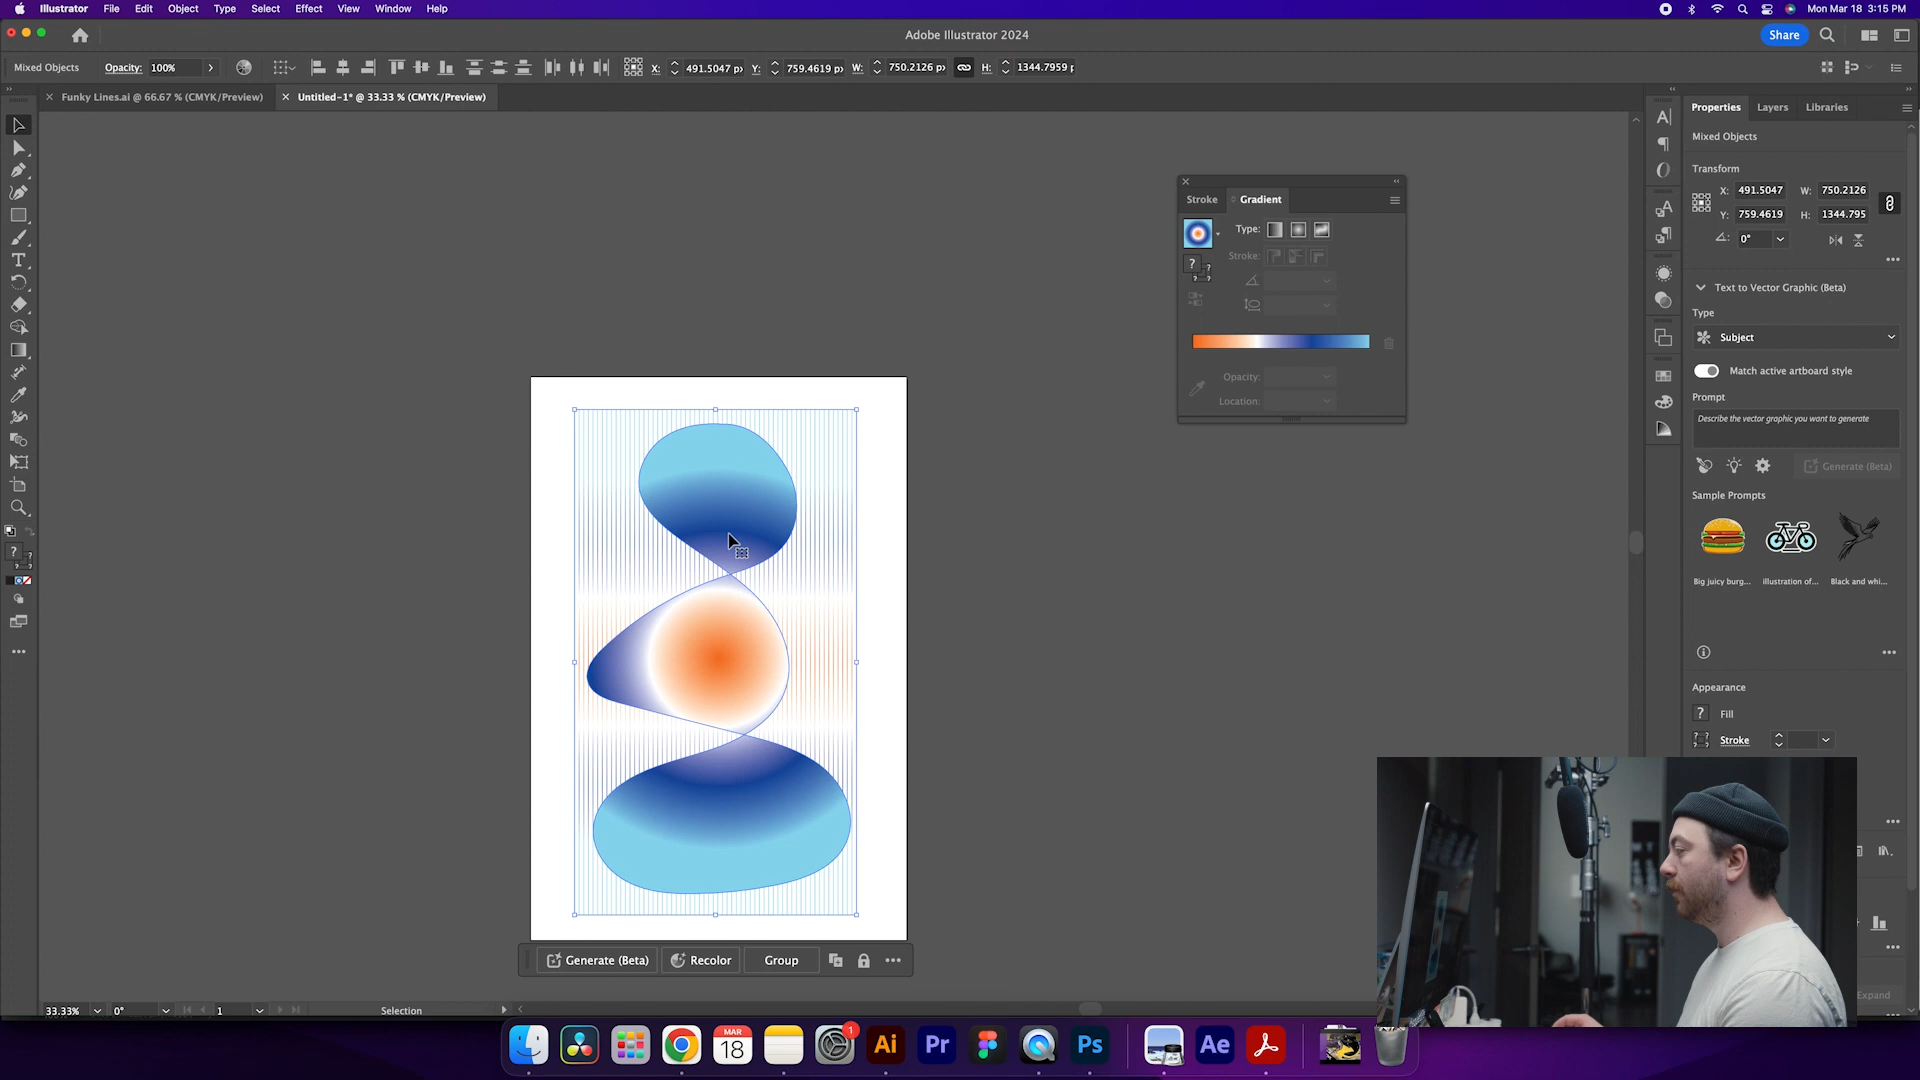 Illustrator File Edit Object Type Select Effect View Window Help
Mon Mar 18 3:15 PM
Adobe Illustrator 2024
Share
Mixed Objects
Opacity: 100%
X: 491.5047 p
Y: 759.4619 p
W: 750.2126 p
H: 1344.7959 p
Funky Lines.ai @ 66.67 % (CMYK/Preview)
Untitled-1* @ 33.33 % (CMYK/Preview)
Stroke Gradient
Type:
Stroke:
Opacity:
Location:
Properties Layers Libraries
Mixed Objects
Transform
X: 491.5047 W: 750.2126
Y: 759.4619 H: 1344.795
0°
Text to Vector Graphic (Beta)
Type
Subject
Match active artboard style
Prompt
Describe the vector graphic you want to generate
Generate (Beta)
Sample Prompts
Big juicy burg... illustration of... Black and whi...
Appearance
? Fill
Stroke
Expand
Generate (Beta) Recolor Group
33.33% 0° 1 Selection
MAR
18
1
Ai Pr Ps Ae